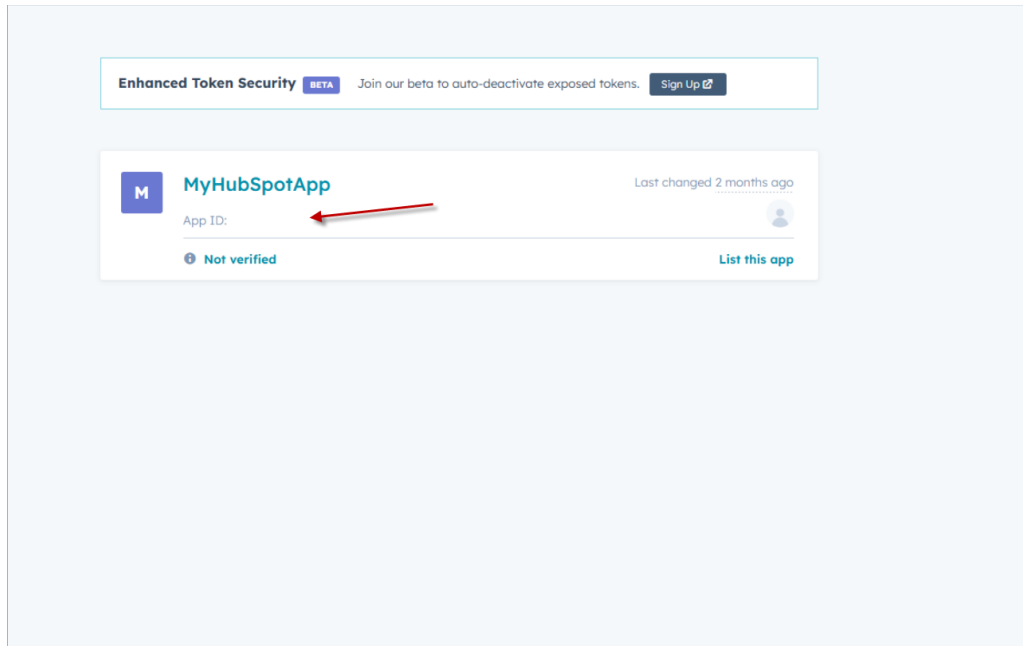 Enhanced Token Security BETA Join our beta to auto-deactivate exposed tokens. Sign Up
M
MyHubSpotApp
Last changed 2 months ago
App ID:
Not verified
List this app